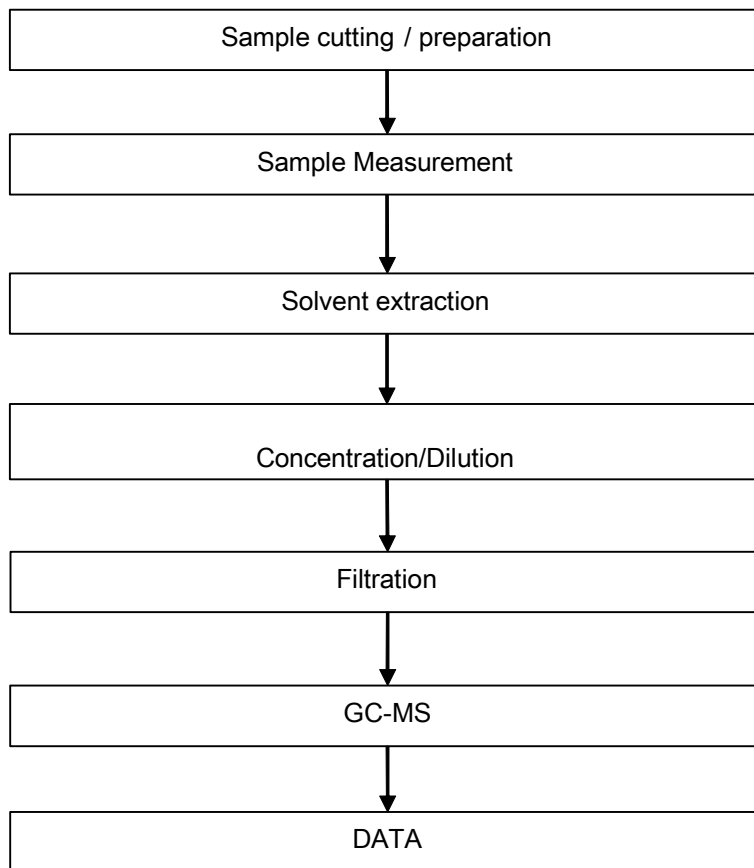 Sample cutting / preparation
Sample Measurement
Solvent extraction
Concentration/Dilution
Filtration
GC-MS
DATA